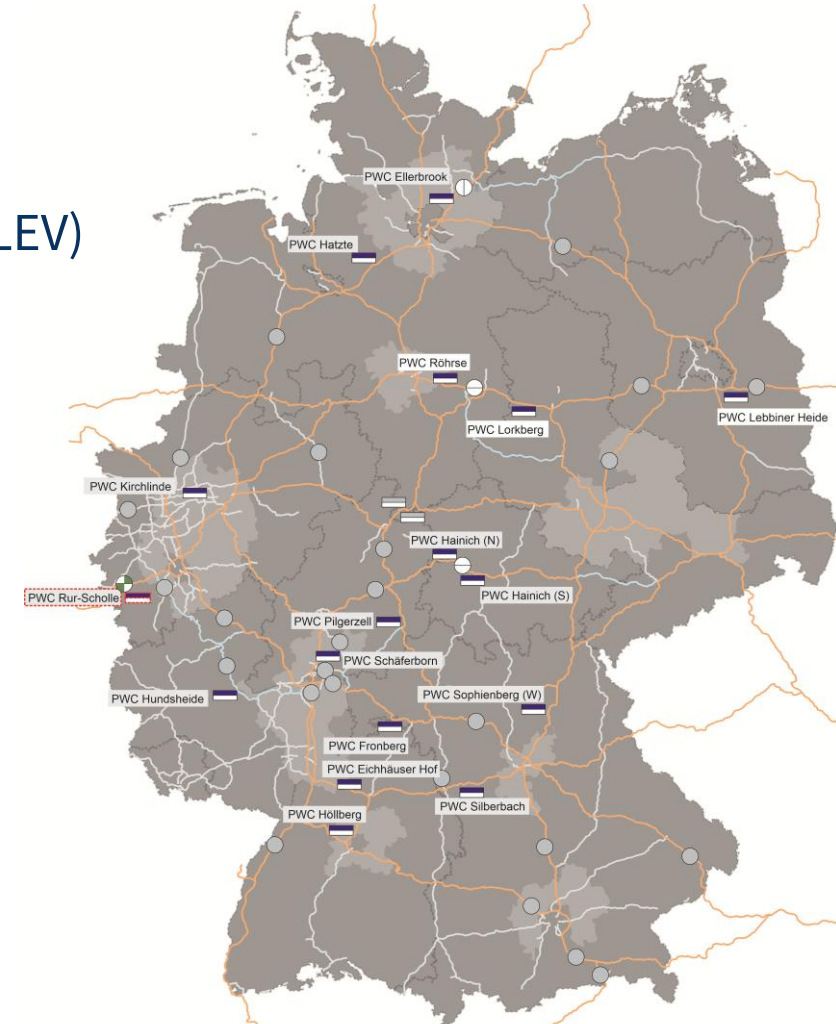 LEV)
PWC Ellerbrook
PWC Hatzte
PWC Röhrse
PWC Lorkberg
PWC Lebbiner Heide
PWC Kirchlinde
PWC Hainich (N)
PWC Hainich (S)
PWC Rur-Scholle
PWC Pilgerzell
PWC Schäferborn
PWC Hundsheide
PWC Sophienberg (W)
PWC Fronberg
PWC Eichhäuser Hof
PWC Silberbach
PWC Höllberg